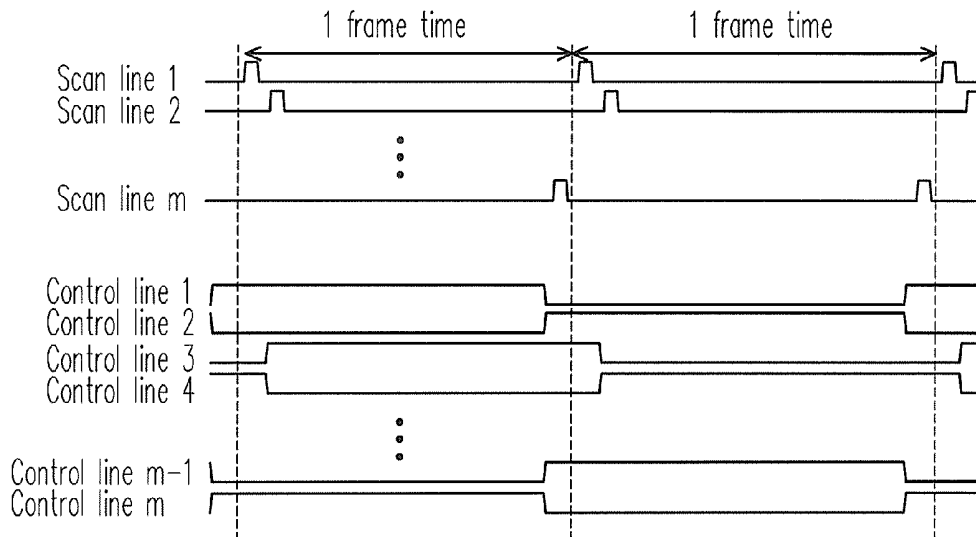 1 frame time
1 frame time
Scan line 1
Scan line 2
Scan line m
Control line 1
Control line 2
Control line 3
Control line 4
Control line m-1
Control line m